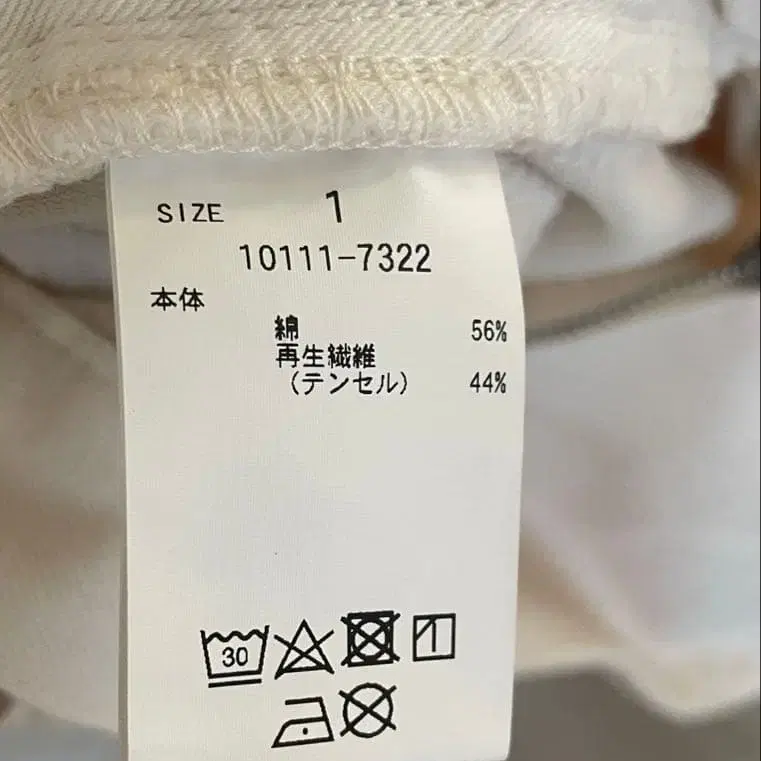 SIZE 1
10111-7322
本体
綿 56%
再生繊維
(テンセル) 44%
30